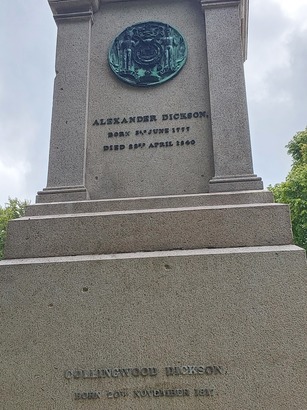 ALEXANDER DICKSON,
BORN 3RD JUNE 1777
DIED 22ND APRIL 1840
COLLINGWOOD DICKSON,
BORN 20TH NOVEMBER 1817